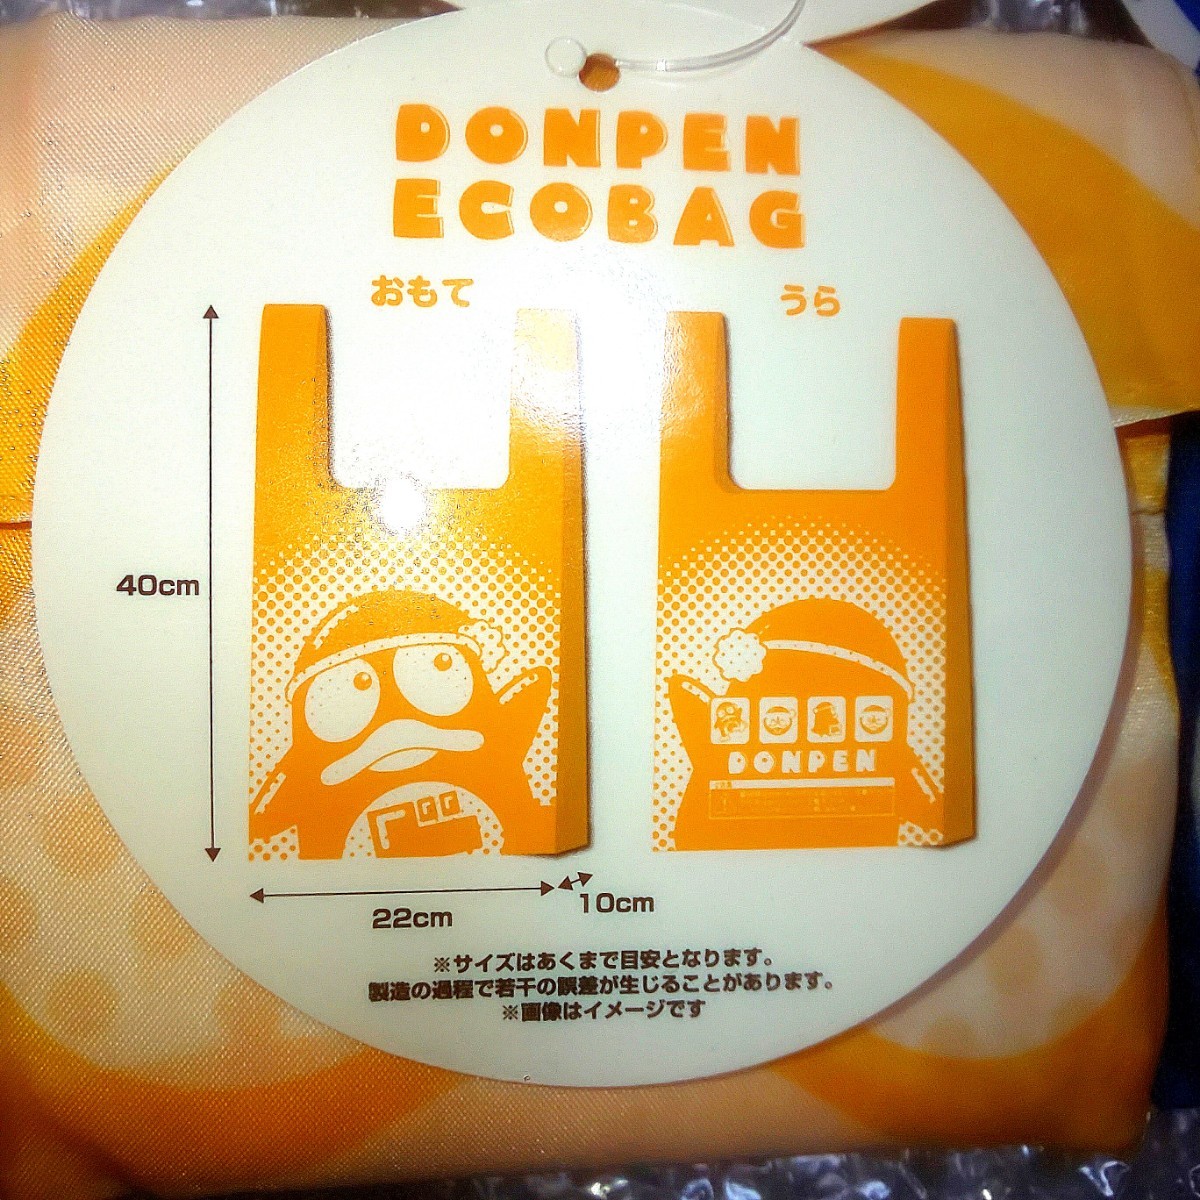 DONPEN
ECOBAG
おもて
うら
40cm
DONPEN
22cm
10cm
※サイズはあくまで目安となります。
製造の過程で若干の誤差が生じることがあります。
※画像はイメージです